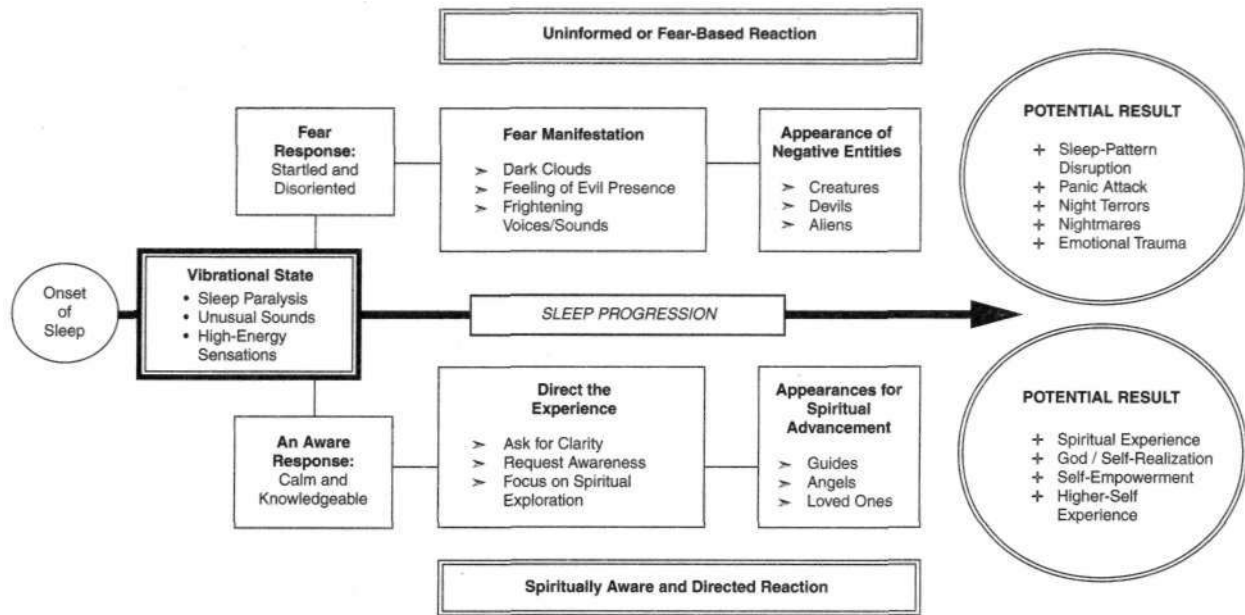 Uninformed or Fear-Based Reaction
Fear
Response:
Startled and
Disoriented
Fear Manifestation
➤ Dark Clouds
➤ Feeling of Evil Presence
➤ Frightening
Voices/Sounds
Appearance of
Negative Entities
➤ Creatures
➤ Devils
➤ Aliens
POTENTIAL RESULT
+ Sleep-Pattern
Disruption
+ Panic Attack
+ Night Terrors
+ Nightmares
+ Emotional Trauma
Onset
of
Sleep
Vibrational State
• Sleep Paralysis
• Unusual Sounds
• High-Energy
Sensations
SLEEP PROGRESSION
An Aware
Response:
Calm and
Knowledgeable
Direct the
Experience
➤ Ask for Clarity
➤ Request Awareness
➤ Focus on Spiritual
Exploration
Appearances for
Spiritual
Advancement
➤ Guides
➤ Angels
➤ Loved Ones
POTENTIAL RESULT
+ Spiritual Experience
+ God / Self-Realization
+ Self-Empowerment
+ Higher-Self
Experience
Spiritually Aware and Directed Reaction